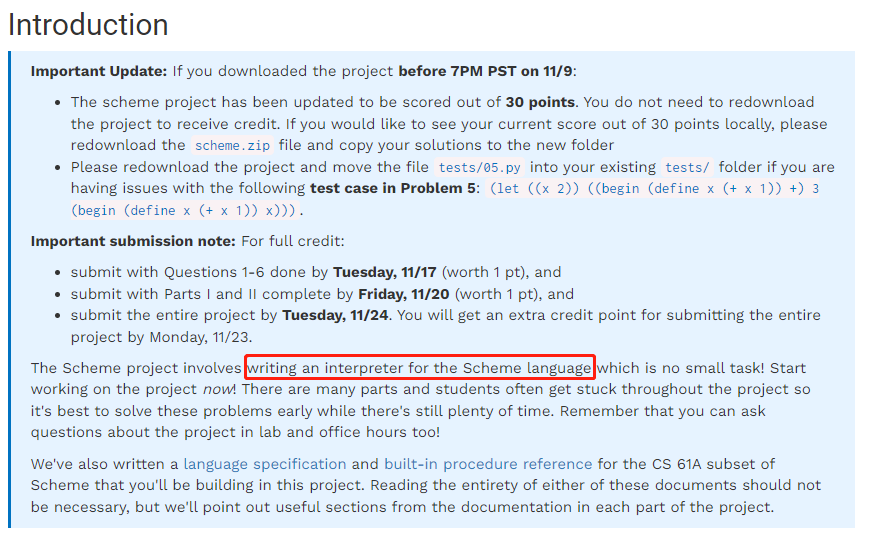 Introduction
Important Update: If you downloaded the project before 7PM PST on 11/9:
• The scheme project has been updated to be scored out of 30 points. You do not need to redownload
the project to receive credit. If you would like to see your current score out of 30 points locally, please
redownload the scheme.zip file and copy your solutions to the new folder
• Please redownload the project and move the file tests/05.py into your existing tests/ folder if you are
having issues with the following test case in Problem 5: (let ((x 2)) ((begin (define x (+ x 1)) +) 3
(begin (define x (+ x 1)) x))).
Important submission note: For full credit:
• submit with Questions 1-6 done by Tuesday, 11/17 (worth 1 pt), and
• submit with Parts I and II complete by Friday, 11/20 (worth 1 pt), and
• submit the entire project by Tuesday, 11/24. You will get an extra credit point for submitting the entire
project by Monday, 11/23.
The Scheme project involves writing an interpreter for the Scheme language which is no small task! Start
working on the project now! There are many parts and students often get stuck throughout the project so
it's best to solve these problems early while there's still plenty of time. Remember that you can ask
questions about the project in lab and office hours too!
We've also written a language specification and built-in procedure reference for the CS 61A subset of
Scheme that you'll be building in this project. Reading the entirety of either of these documents should not
be necessary, but we'll point out useful sections from the documentation in each part of the project.